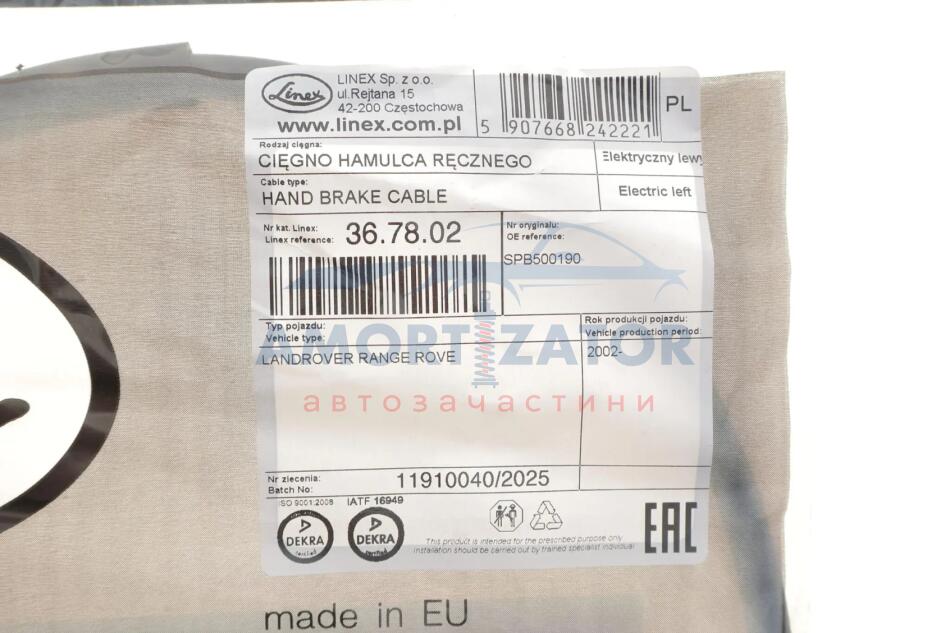 Linex
LINEX Sp. z o.o.
ul.Rejtana 15
42-200 Częstochowa
www.linex.com.pl
5 907668 242221
PL
Rodzaj cięgna:
CIĘGNO HAMULCA RĘCZNEGO
Elektryczny lewy
Cable type:
HAND BRAKE CABLE
Electric left
Nr kat. Linex:
Linex reference:
36.78.02
Nr oryginału:
OE reference:
SPB500190
Typ pojazdu:
Vehicle type:
Rok produkcji pojazdu:
Vehicle production period:
AMORTIZATOR
LANDROVER RANGE ROVE
2002-
автозачастини
Nr zlecenia:
Batch No:
11910040/2025
ISO 9001:2008
IATF 16949
DEKRA
certified
DEKRA
certified
This product is intended for the prescribed purpose only
installation should be carried out by trained specialist individual
EAC
made in EU